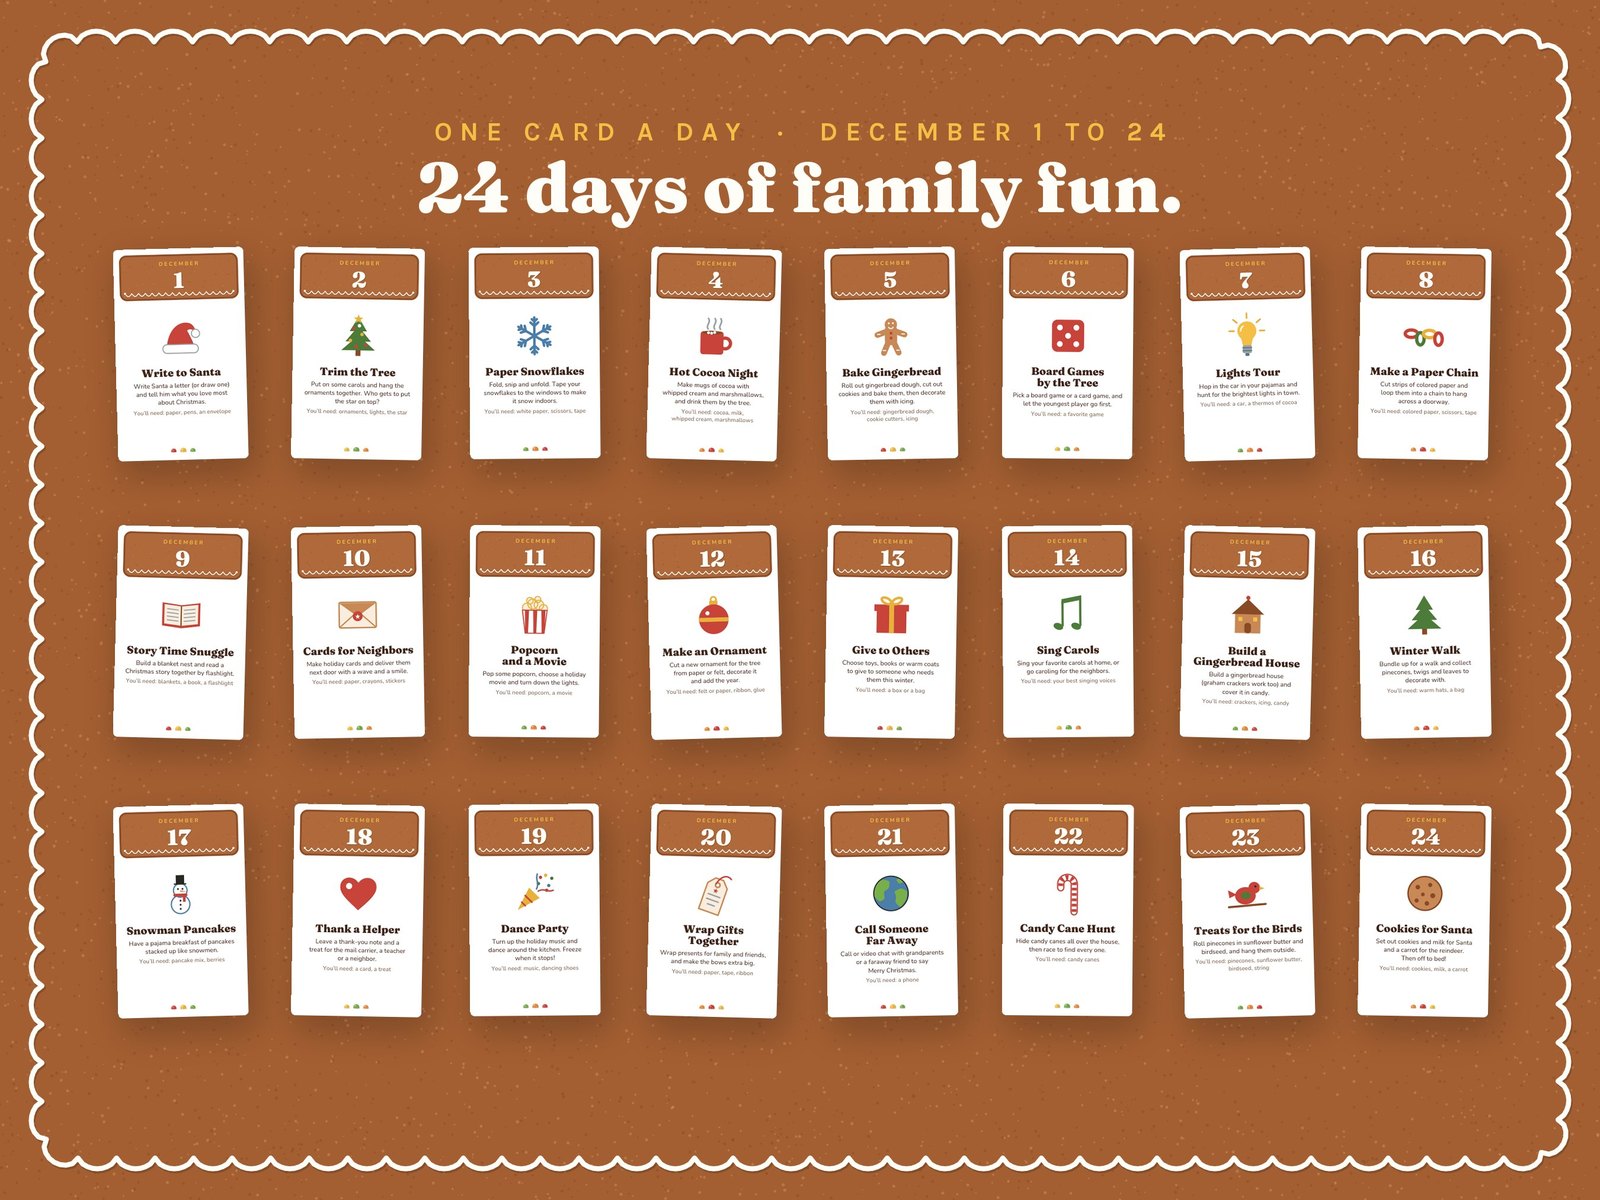 ONE CARD A DAY · DECEMBER 1 TO 24
24 days of family fun.
DECEMBER
1
Write to Santa
Write Santa a letter (or draw one)
and tell him what you love most
about Christmas.
You'll need: paper, pens, an envelope
DECEMBER
2
Trim the Tree
Put on some carols and hang the
ornaments together. Who gets to put
the star on top?
You'll need: ornaments, lights, the star
DECEMBER
3
Paper Snowflakes
Fold, snip and unfold. Tape your
snowflakes to the windows to make
it snow indoors.
You'll need: white paper, scissors, tape
DECEMBER
4
Hot Cocoa Night
Make mugs of cocoa with
whipped cream and marshmallows,
and drink them by the tree.
You'll need: cocoa, milk,
whipped cream, marshmallows
DECEMBER
5
Bake Gingerbread
Roll out gingerbread dough, cut out
cookies and bake them, then decorate
them with icing.
You'll need: gingerbread dough,
cookie cutters, icing
DECEMBER
6
Board Games
by the Tree
Pick a board game or a card game, and
let the youngest player go first.
You'll need: a favorite game
DECEMBER
7
Lights Tour
Hop in the car in your pajamas and
hunt for the brightest lights in town.
You'll need: a car, a thermos of cocoa
DECEMBER
8
Make a Paper Chain
Cut strips of colored paper and
loop them into a chain to hang
across a doorway.
You'll need: colored paper, scissors, tape
DECEMBER
9
Story Time Snuggle
Build a blanket nest and read a
Christmas story together by flashlight.
You'll need: blankets, a book, a flashlight
DECEMBER
10
Cards for Neighbors
Make holiday cards and deliver them
next door with a wave and a smile.
You'll need: paper, crayons, stickers
DECEMBER
11
Popcorn
and a Movie
Pop some popcorn, choose a holiday
movie and turn down the lights.
You'll need: popcorn, a movie
DECEMBER
12
Make an Ornament
Cut a new ornament for the tree
from paper or felt, decorate it
and add the year.
You'll need: felt or paper, ribbon, glue
DECEMBER
13
Give to Others
Choose toys, books or warm coats
to give to someone who needs
them this winter.
You'll need: a box or a bag
DECEMBER
14
Sing Carols
Sing your favorite carols at home, or
go caroling for the neighbors.
You'll need: your best singing voices
DECEMBER
15
Build a
Gingerbread House
Build a gingerbread house
(graham crackers work too) and
cover it in candy.
You'll need: crackers, icing, candy
DECEMBER
16
Winter Walk
Bundle up for a walk and collect
pinecones, twigs and leaves to
decorate with.
You'll need: warm hats, a bag
DECEMBER
17
Snowman Pancakes
Have a pajama breakfast of pancakes
stacked up like snowmen.
You'll need: pancake mix, berries
DECEMBER
18
Thank a Helper
Leave a thank-you note and a
treat for the mail carrier, a teacher
or a neighbor.
You'll need: a card, a treat
DECEMBER
19
Dance Party
Turn up the holiday music and
dance around the kitchen. Freeze
when it stops!
You'll need: music, dancing shoes
DECEMBER
20
Wrap Gifts
Together
Wrap presents for family and friends,
and make the bows extra big.
You'll need: paper, tape, ribbon
DECEMBER
21
Call Someone
Far Away
Call or video chat with grandparents
or a faraway friend to say
Merry Christmas.
You'll need: a phone
DECEMBER
22
Candy Cane Hunt
Hide candy canes all over the house,
then race to find every one.
You'll need: candy canes
DECEMBER
23
Treats for the Birds
Roll pinecones in sunflower butter and
birdseed, and hang them outside.
You'll need: pinecones, sunflower butter,
birdseed, string
DECEMBER
24
Cookies for Santa
Set out cookies and milk for Santa
and a carrot for the reindeer.
Then off to bed!
You'll need: cookies, milk, a carrot